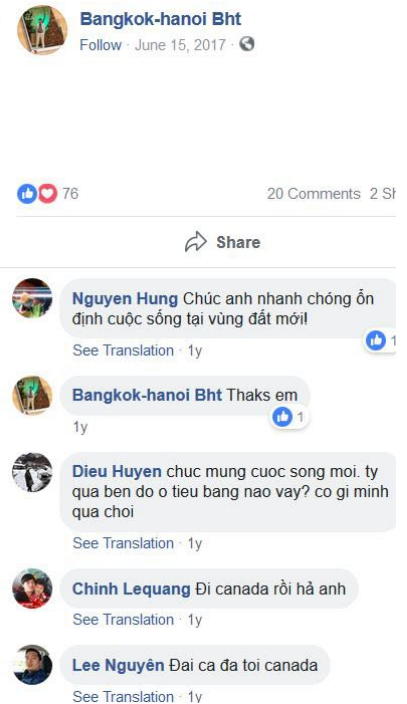 Bangkok-hanoi Bht
Follow · June 15, 2017 ·
76
20 Comments 2 Sh
Share
Nguyen Hung Chúc anh nhanh chóng ổn
định cuộc sống tại vùng đất mới!
1
See Translation · 1y
Bangkok-hanoi Bht Thaks em
1
1y
Dieu Huyen chuc mung cuoc song moi. ty
qua ben do o tieu bang nao vay? co gi minh
qua choi
See Translation · 1y
Chinh Lequang Đi canada rồi hả anh
See Translation · 1y
Lee Nguyên Đai ca đa toi canada
See Translation · 1y